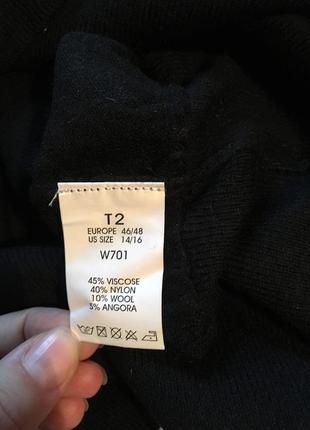 T2
EUROPE 46/48
US SIZE 14/16
W701
45% VISCOSE
40% NYLON
10% WOOL
5% ANGORA